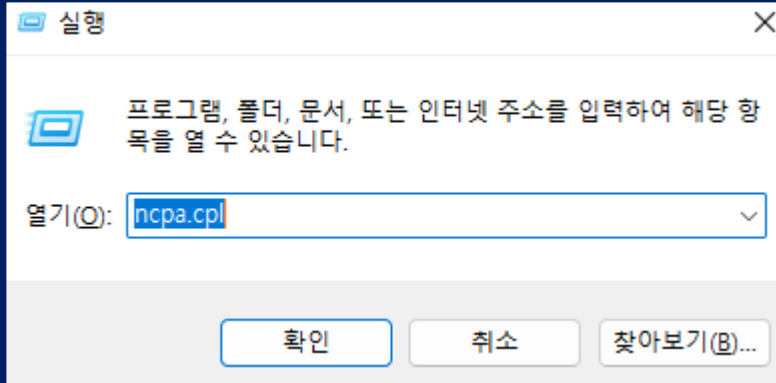 실행
프로그램, 폴더, 문서, 또는 인터넷 주소를 입력하여 해당 항
목을 열 수 있습니다.
열기(O): ncpa.cpl
확인 취소 찾아보기(B)...